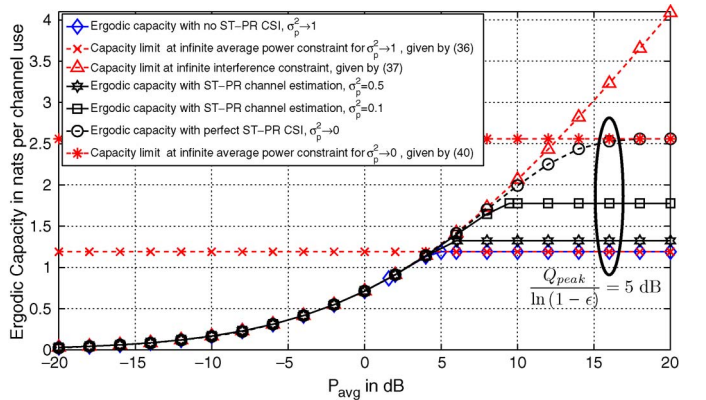 Ergodic capacity with no ST−PR CSI, σ²ₚ→1
Capacity limit at infinite average power constraint for σ²ₚ→1 , given by (36)
Capacity limit at infinite interference constraint, given by (37)
Ergodic capacity with ST−PR channel estimation, σ²ₚ=0.5
Ergodic capacity with ST−PR channel estimation, σ²ₚ=0.1
Ergodic capacity with perfect ST−PR CSI, σ²ₚ→0
Capacity limit at infinite average power constraint for σ²ₚ→0 , given by (40)
Ergodic Capacity in nats per channel use
4
3.5
3
2.5
2
1.5
1
0.5
0
Q_peak / ln (1 − ϵ) = 5 dB
−20 −15 −10 −5 0 5 10 15 20
P_avg in dB